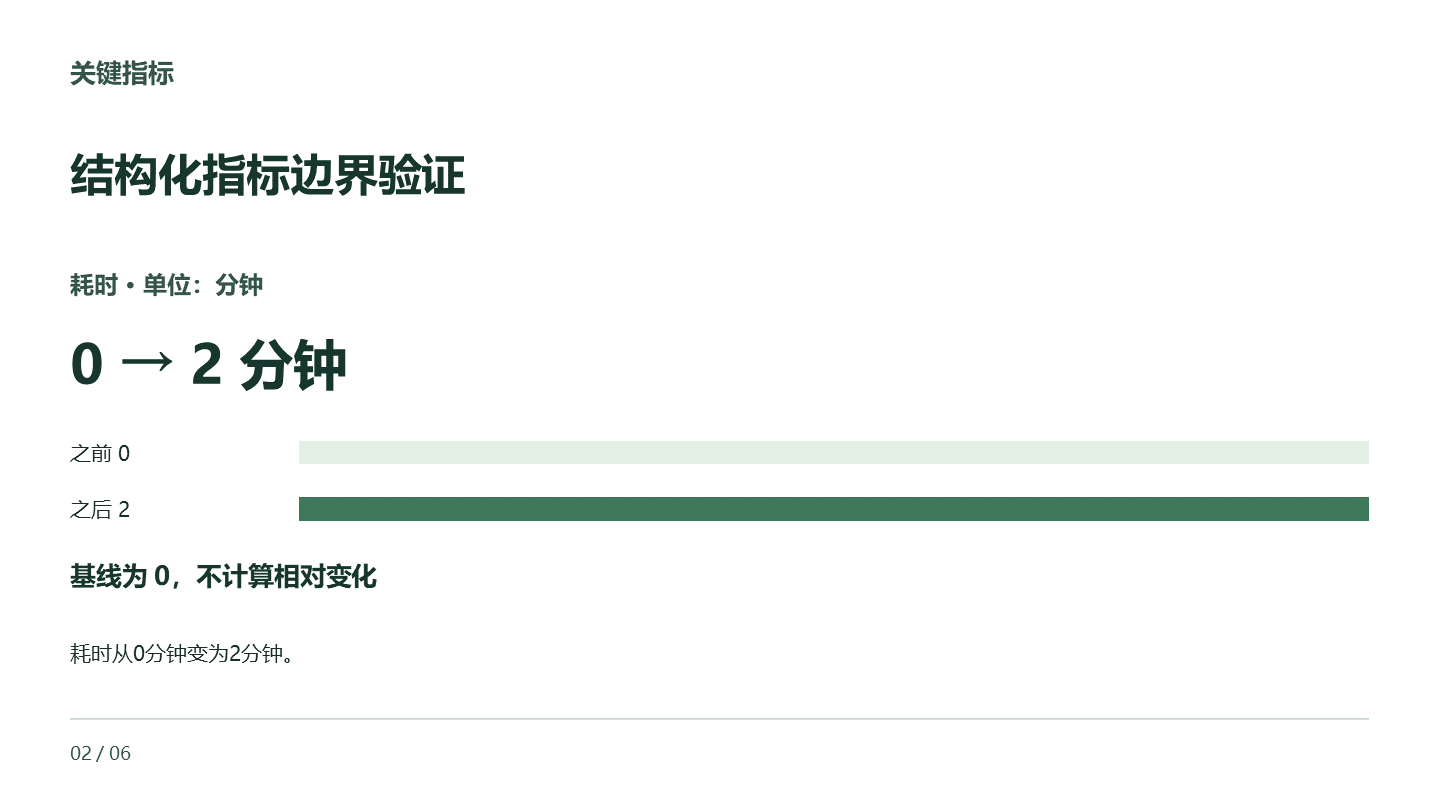 关键指标
结构化指标边界验证
耗时 • 单位：分钟
0 → 2 分钟
之前 0
之后 2
基线为 0，不计算相对变化
耗时从0分钟变为2分钟。
02 / 06